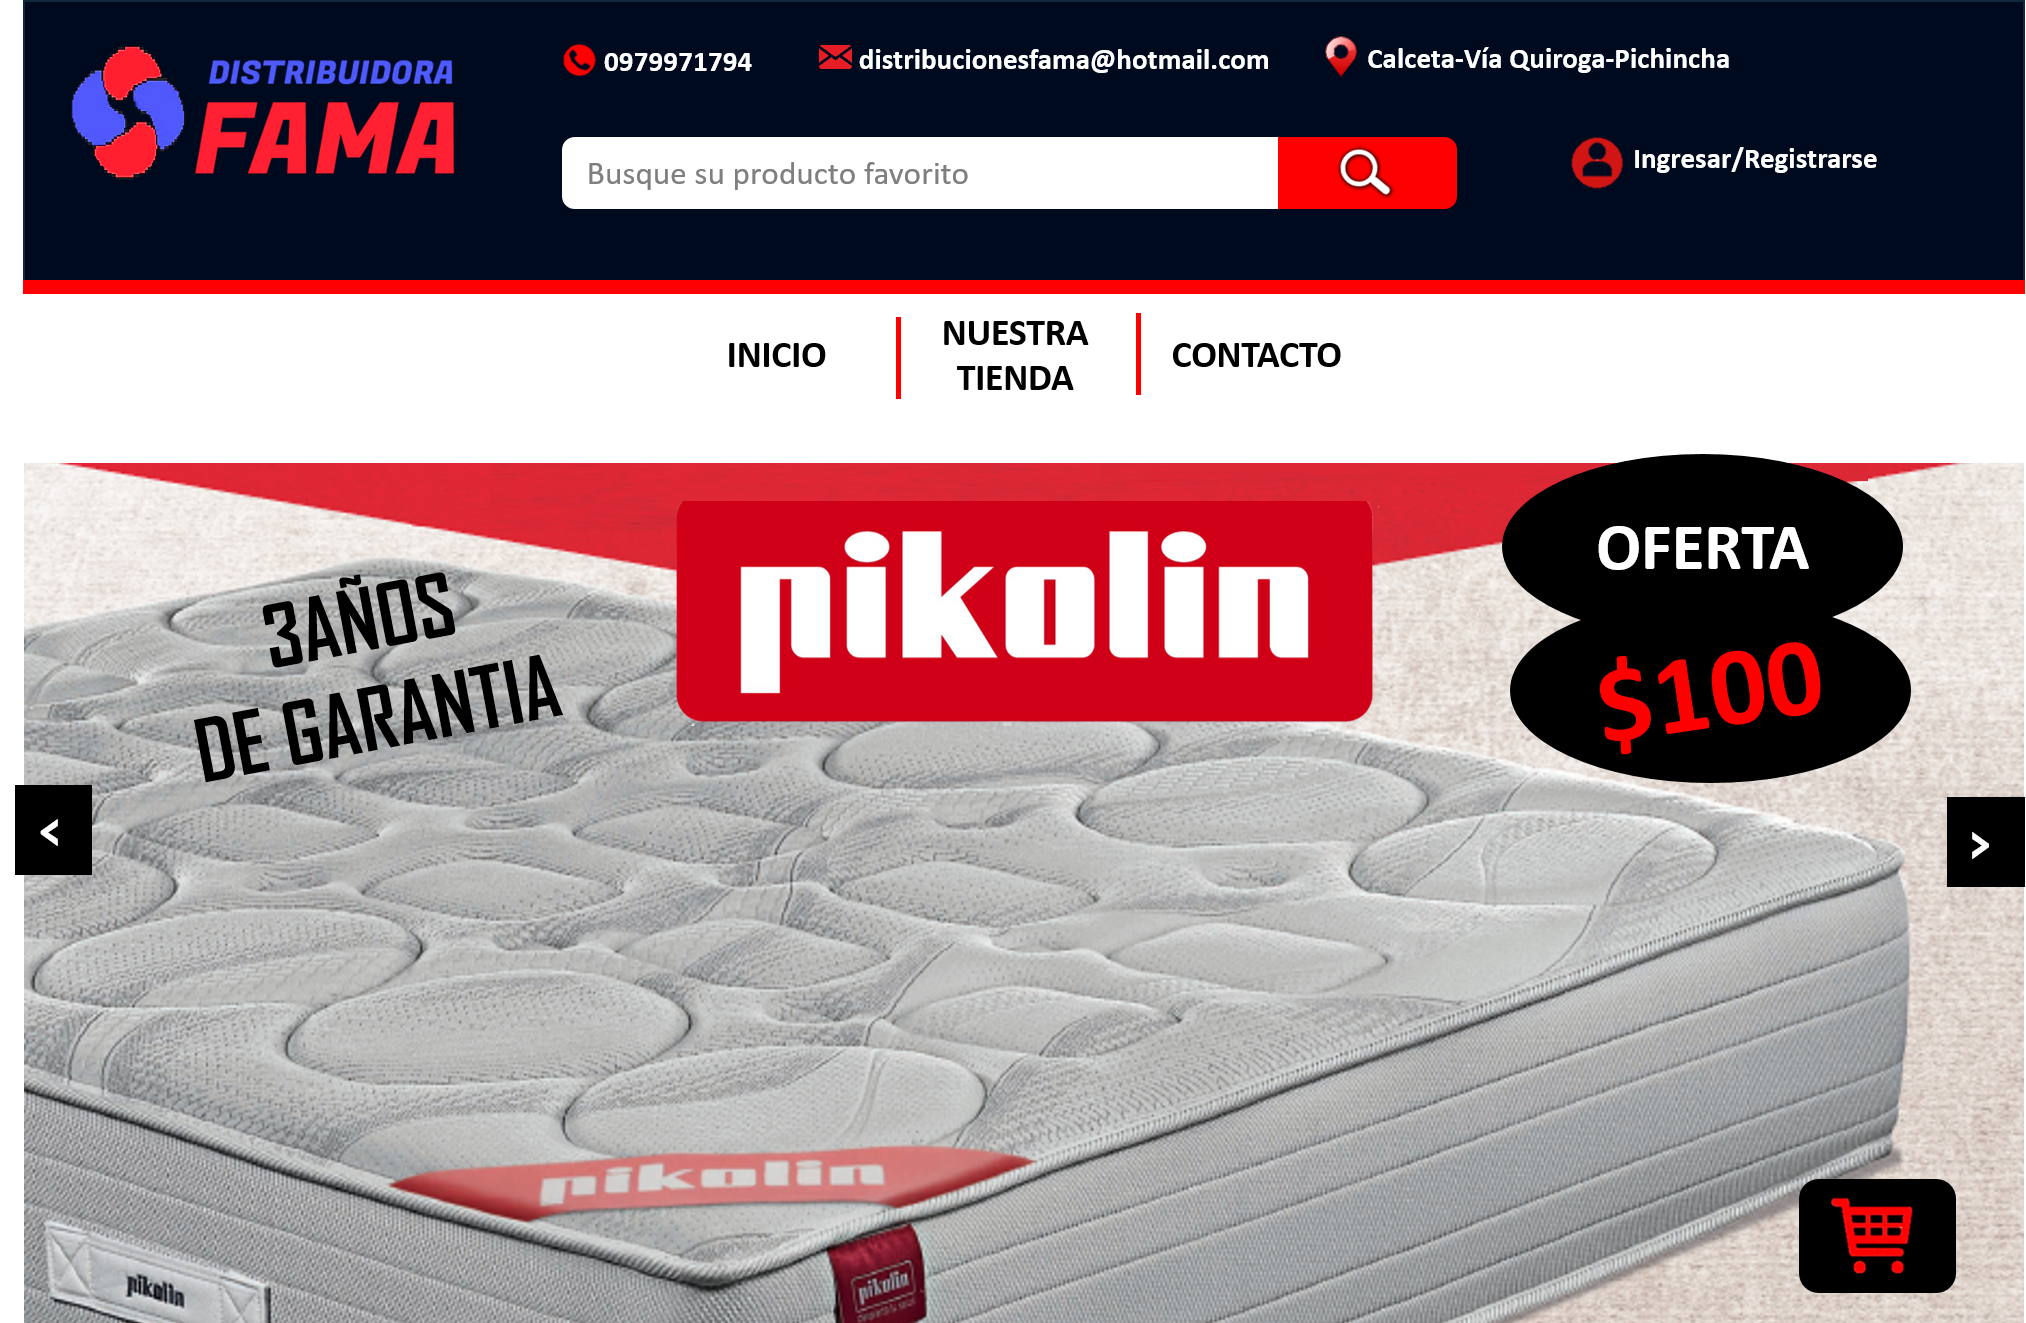 DISTRIBUIDORA
FAMA
0979971794
distribucionesfama@hotmail.com
Calceta-Vía Quiroga-Pichincha
Busque su producto favorito
Ingresar/Registrarse
INICIO
NUESTRA
TIENDA
CONTACTO
pikolin
OFERTA
$100
3AÑOS
DE GARANTIA
<
>
pikolin
pikolin
pikolin